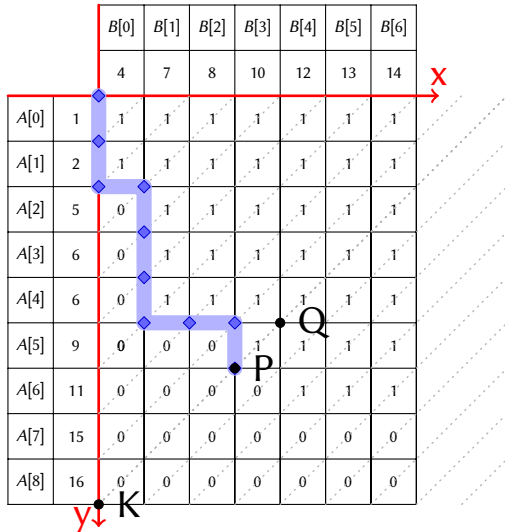 B[0] B[1] B[2] B[3] B[4] B[5] B[6]
4 7 8 10 12 13 14
x
A[0] 1 1 1 1 1 1 1 1
A[1] 2 1 1 1 1 1 1 1
A[2] 5 0 1 1 1 1 1 1
A[3] 6 0 1 1 1 1 1 1
A[4] 6 0 1 1 1 1 1 1
Q
A[5] 9 0 0 0 1 1 1 1
P
A[6] 11 0 0 0 0 1 1 1
A[7] 15 0 0 0 0 0 0 0
A[8] 16 0 0 0 0 0 0 0
y K